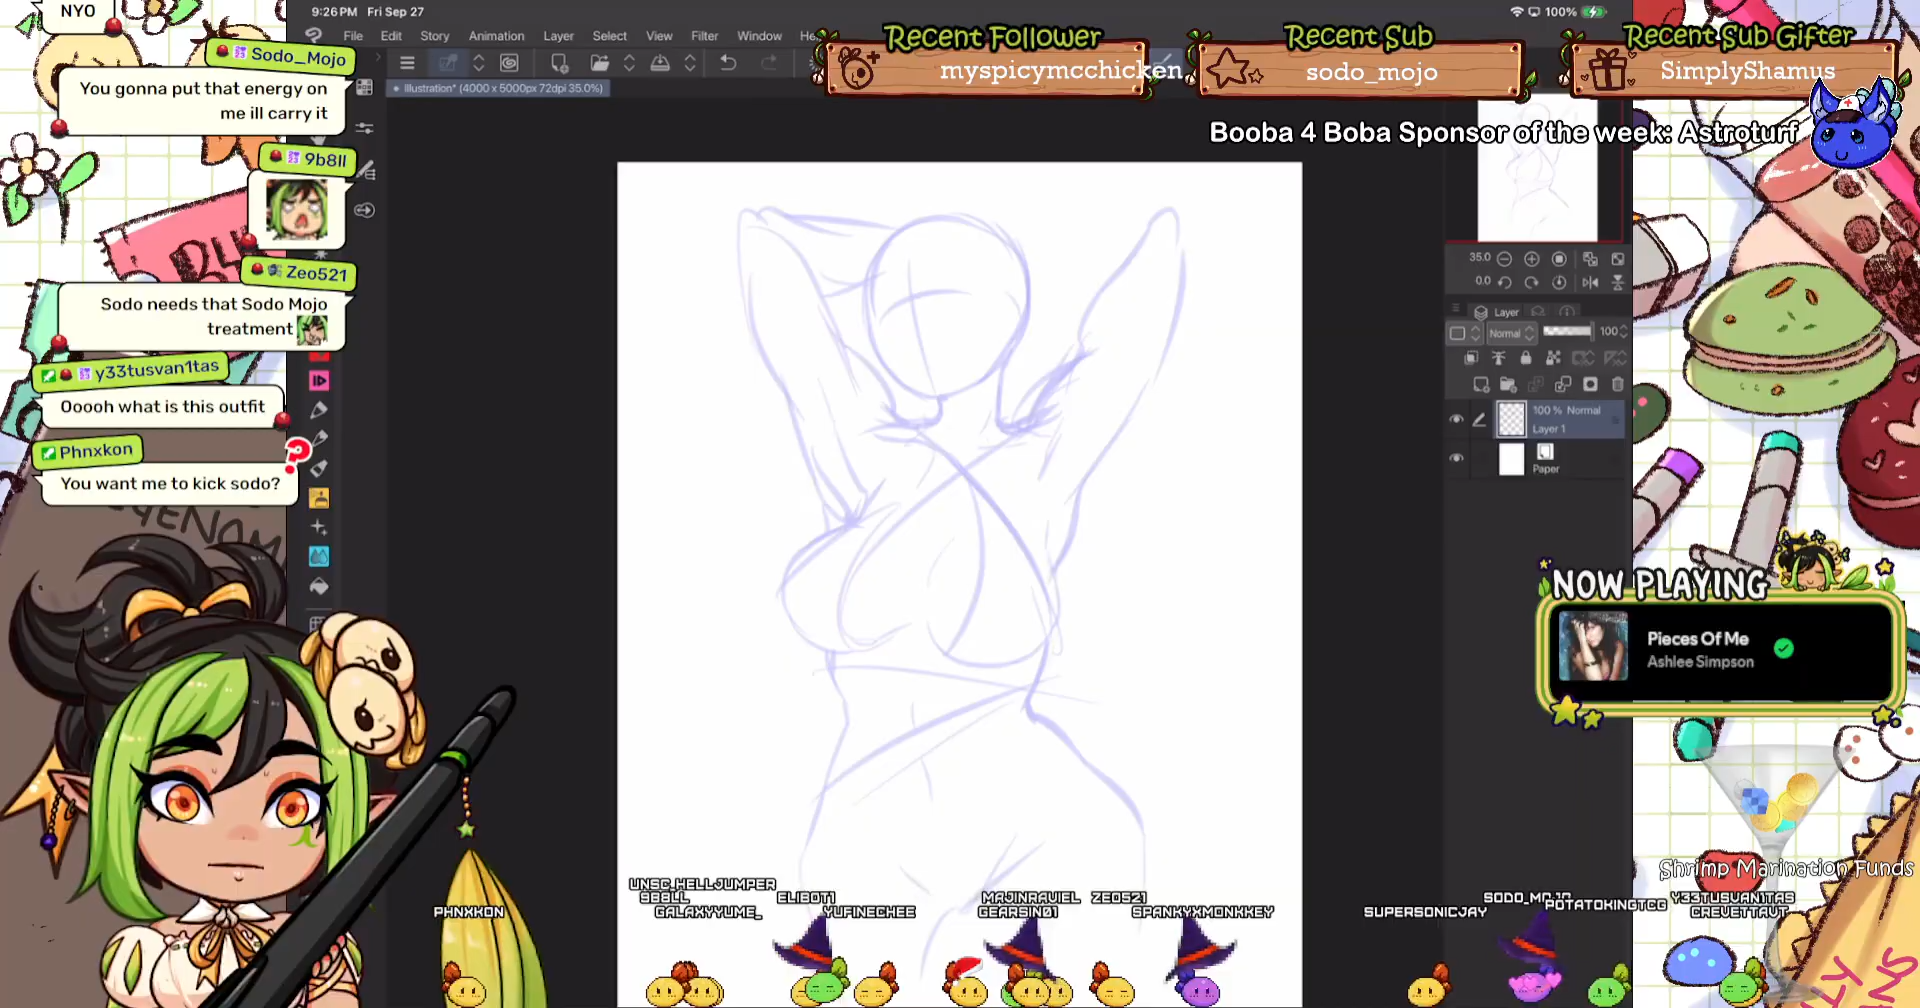 NYO
Sodo_Mojo
You gonna put that energy on
me ill carry it
9b8ll
Zeo521
Sodo needs that Sodo Mojo
treatment
y33tusvan1tas
Ooooh what is this outfit
Phnxkon
You want me to kick sodo?
9:26 PM Fri Sep 27
100%
File Edit Story Animation Layer Select View Filter Window
Illustration* (4000 x 5000px 72dpi 35.0%)
Recent Follower
myspicymcchicken
Recent Sub
sodo_mojo
Recent Sub Gifter
SimplyShamus
Booba 4 Boba Sponsor of the week: Astroturf
35.0
0.0
Layer
Normal 100
100 % Normal
Layer 1
Paper
NOW PLAYING
Pieces Of Me
Ashlee Simpson
Shrimp Marination Funds
PHNXKON
UNSC_HELLJUMPER
9B8LL
GALAXYYUME_
ELIBOT1
YUFINECHEE
MAJINRAVIEL
GEARSIN01
ZEO521
SPANKYXMONKKEY
SUPERSONICJAY
SODO_MOJO
POTATOKINGTCG
Y33TUSVAN1TAS
CREVETTAVT